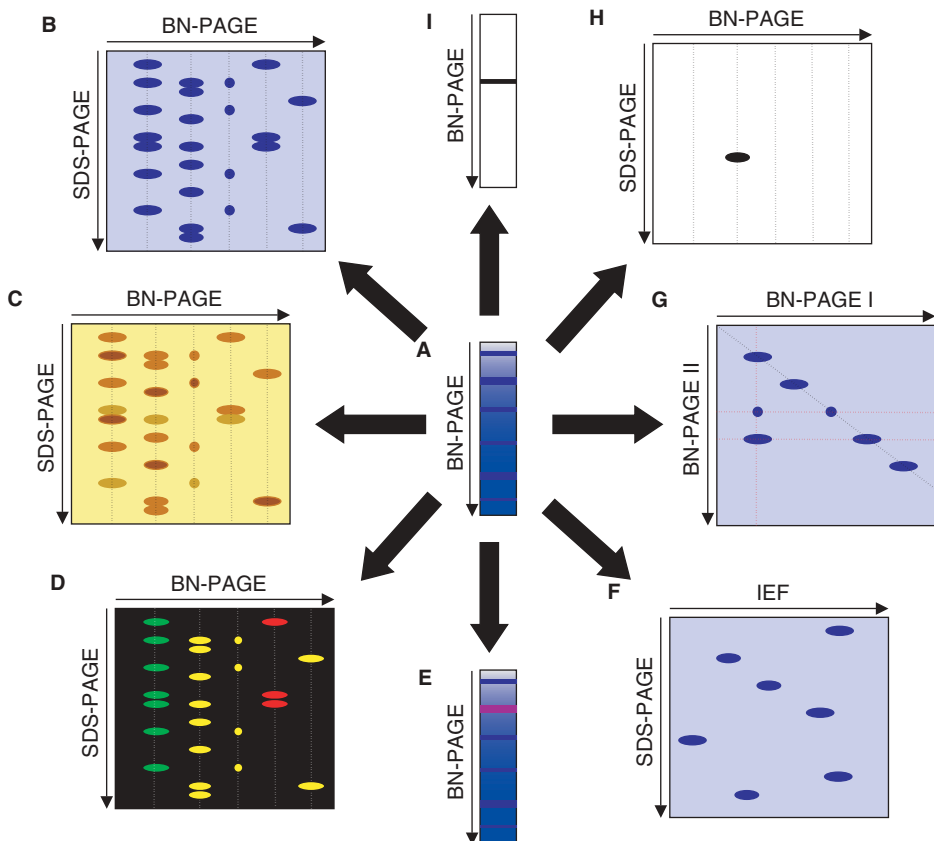 B
BN-PAGE
SDS-PAGE
I
BN-PAGE
H
BN-PAGE
SDS-PAGE
C
BN-PAGE
SDS-PAGE
A
BN-PAGE
G
BN-PAGE I
BN-PAGE II
D
BN-PAGE
SDS-PAGE
E
BN-PAGE
F
IEF
SDS-PAGE